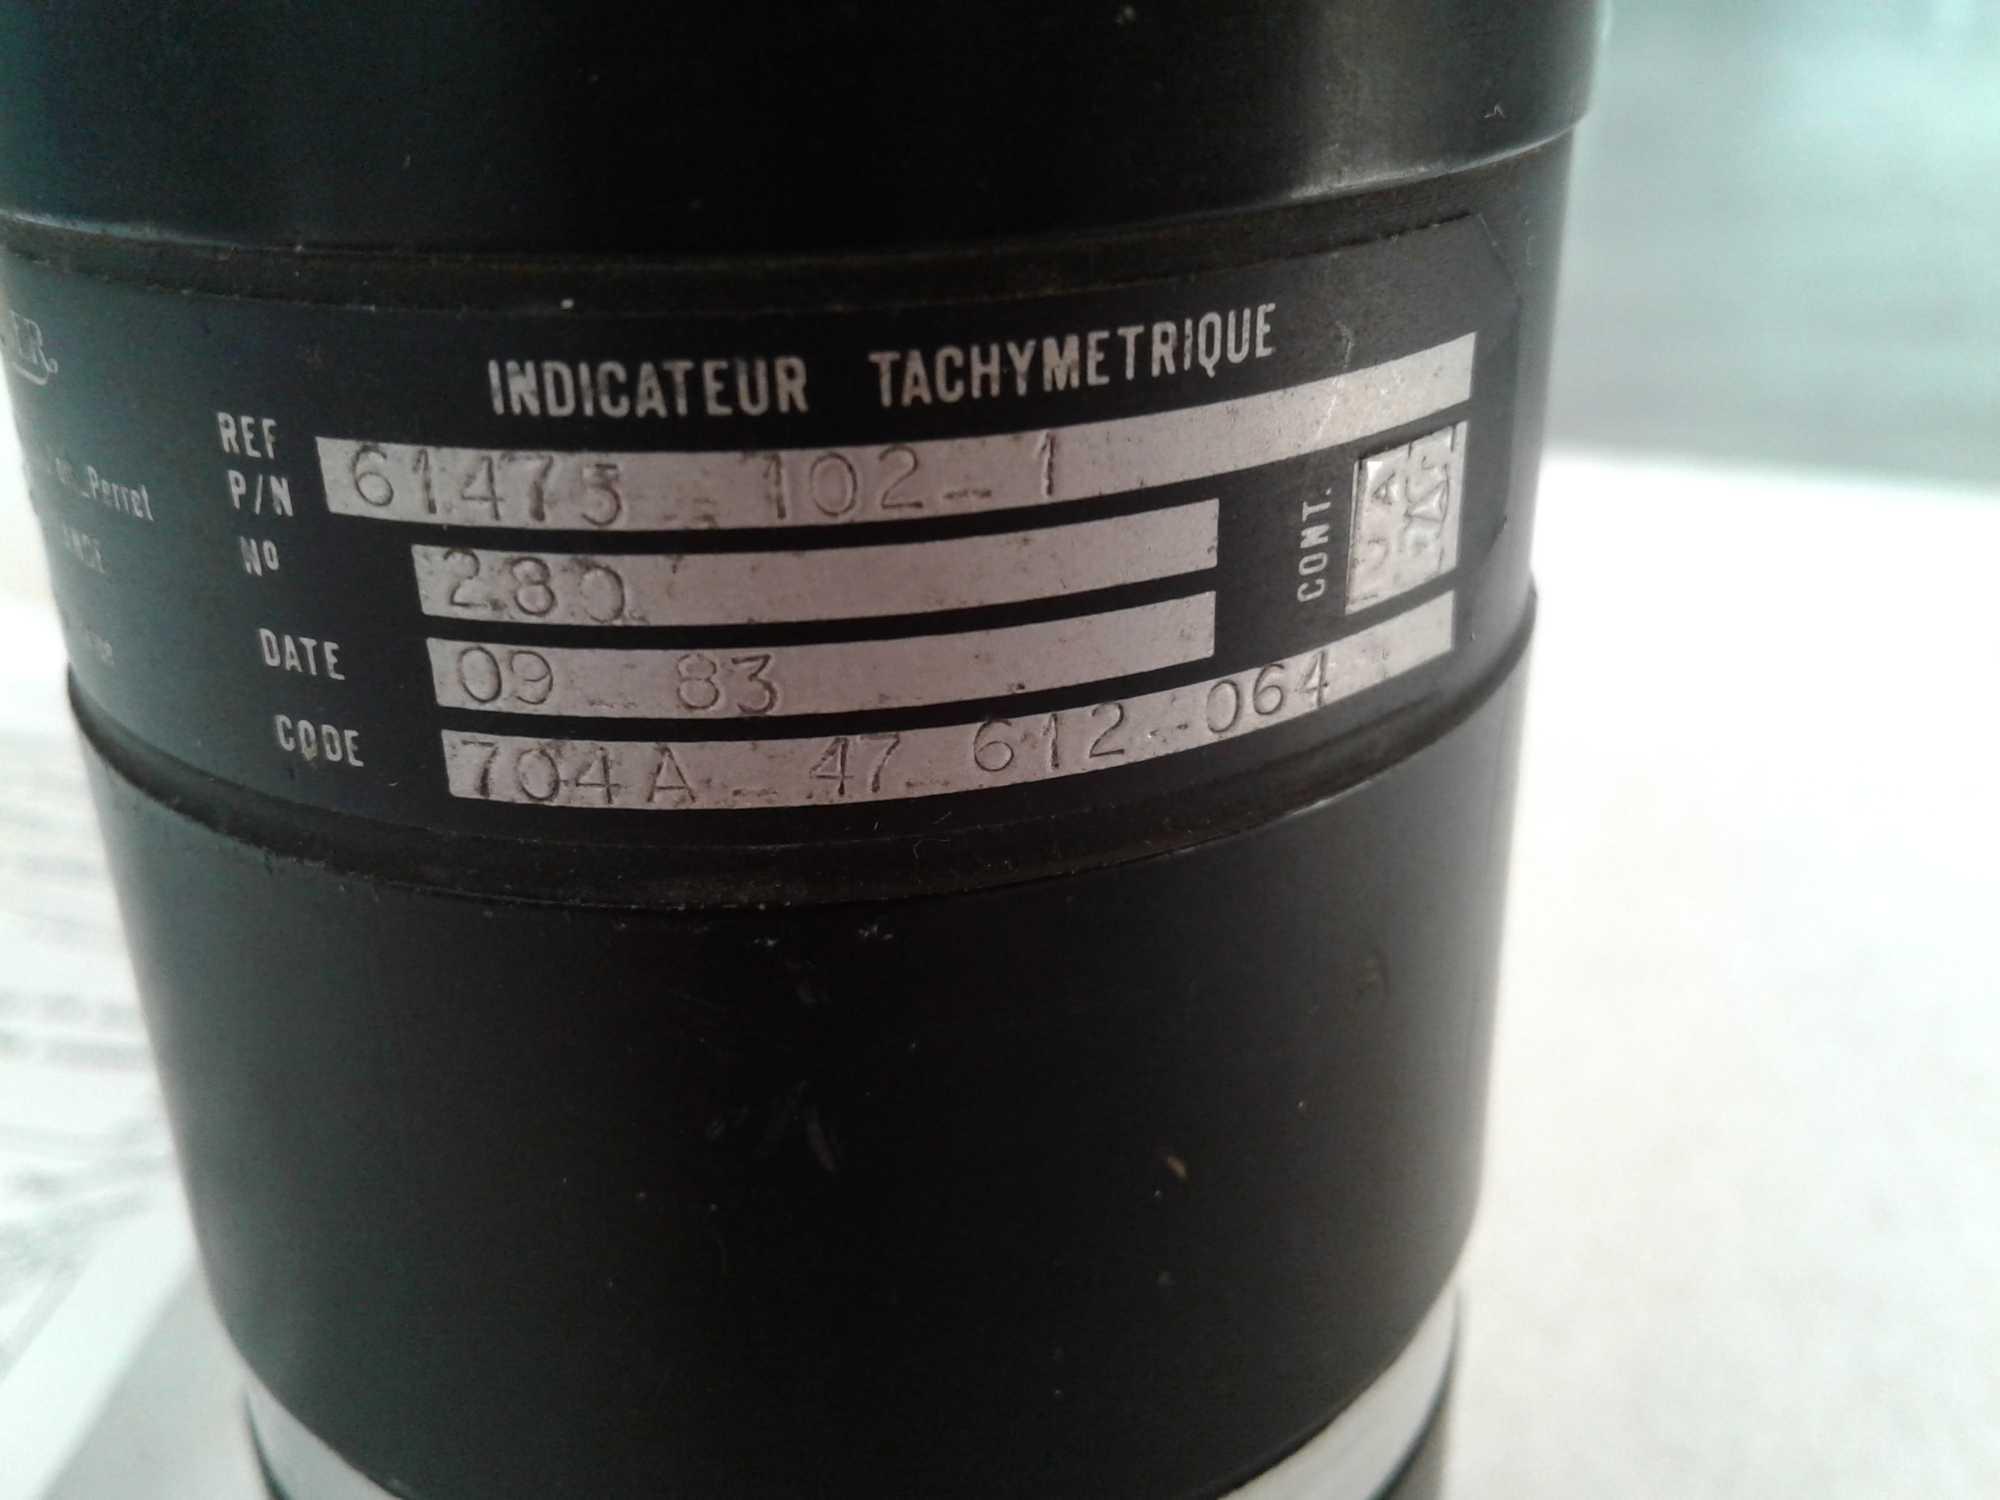 INDICATEUR TACHYMETRIQUE
REF
P/N 61475 _ 102 _ 1
Nº 280
DATE 09 _ 83
CODE 704A _ 47 _ 612 _ 064
CONT.
Perret